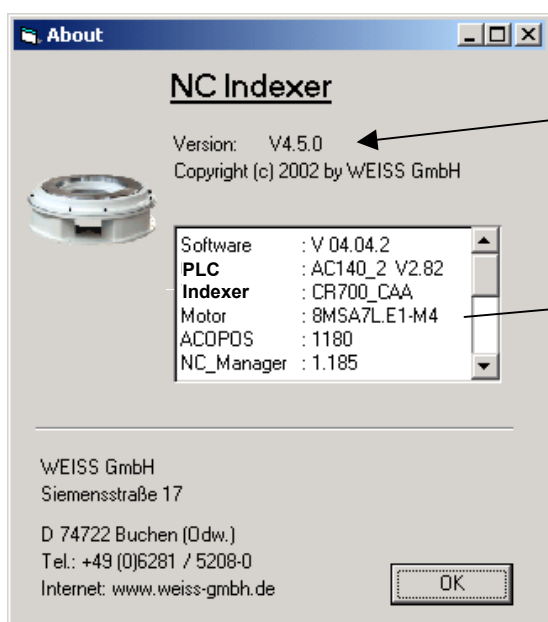 About
NC Indexer
Version: V4.5.0
Copyright (c) 2002 by WEISS GmbH
Software : V 04.04.2
PLC : AC140_2 V2.82
Indexer : CR700_CAA
Motor : 8MSA7L.E1-M4
ACOPOS : 1180
NC_Manager : 1.185
WEISS GmbH
Siemensstraße 17
D 74722 Buchen (Odw.)
Tel.: +49 (0)6281 / 5208-0
Internet: www.weiss-gmbh.de
OK